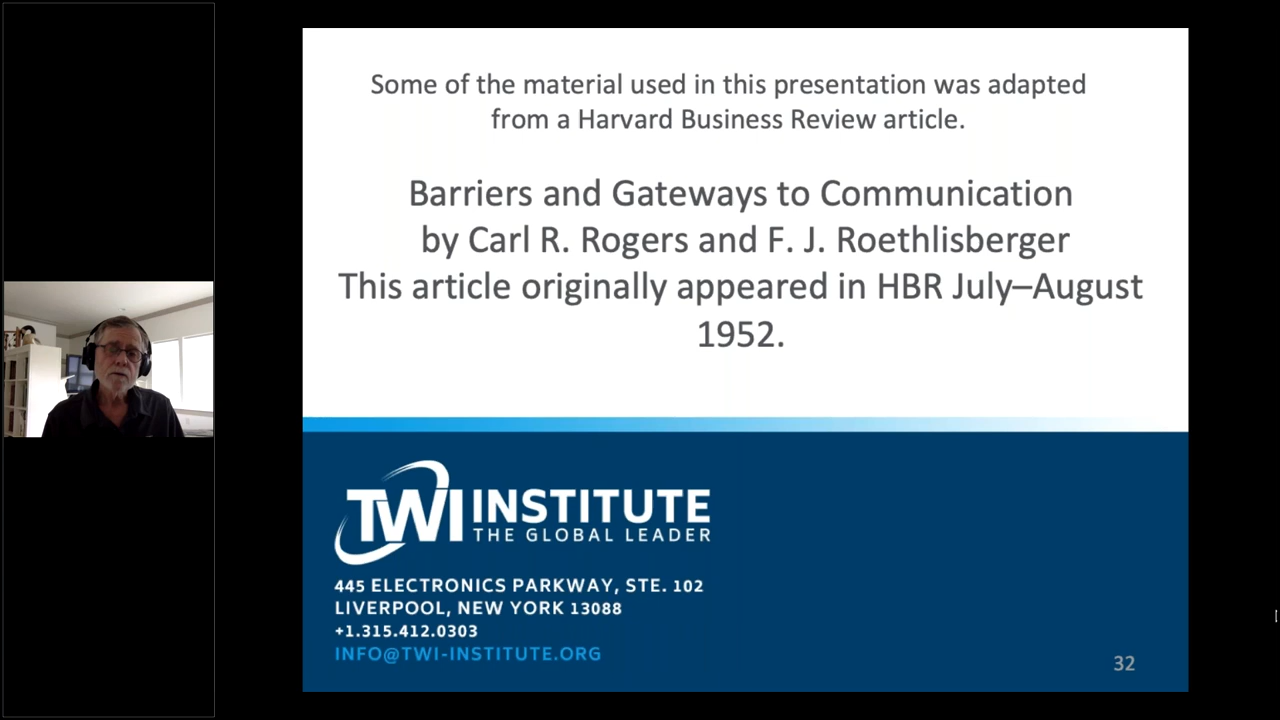 Some of the material used in this presentation was adapted
from a Harvard Business Review article.
Barriers and Gateways to Communication
by Carl R. Rogers and F. J. Roethlisberger
This article originally appeared in HBR July–August
1952.
TWI INSTITUTE
THE GLOBAL LEADER
445 ELECTRONICS PARKWAY, STE. 102
LIVERPOOL, NEW YORK 13088
+1.315.412.0303
INFO@TWI-INSTITUTE.ORG
32